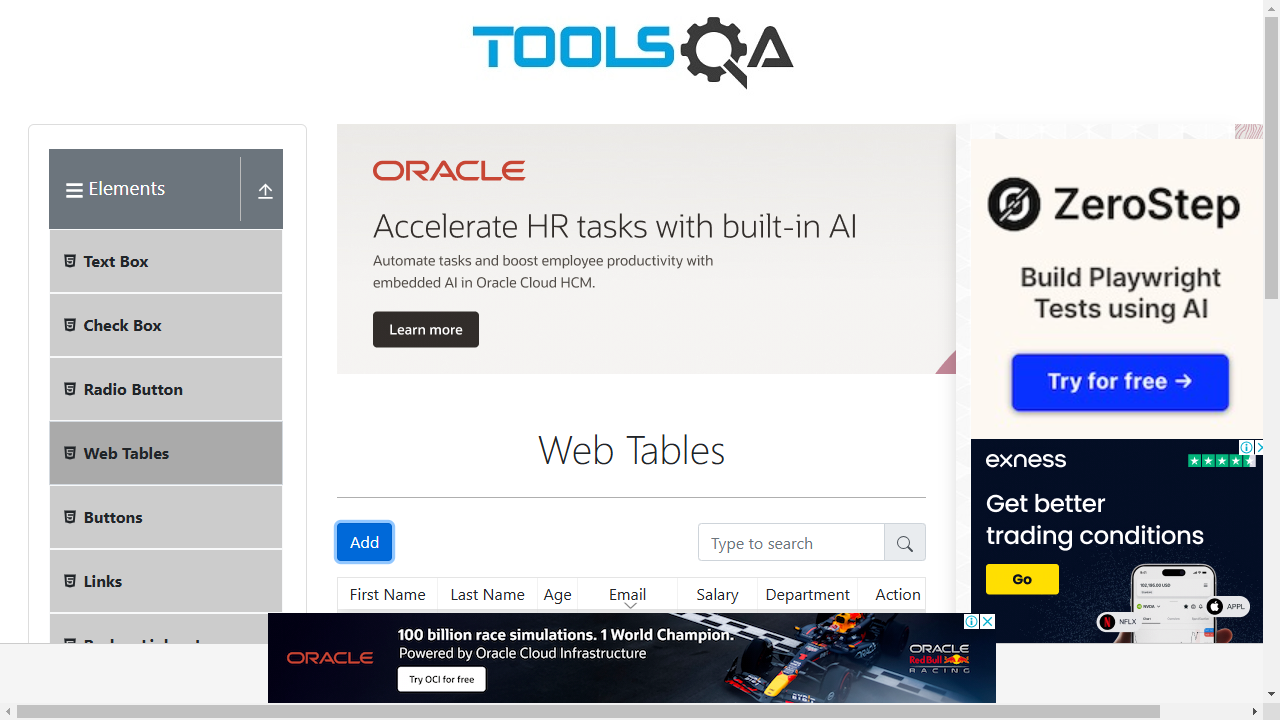 TOOLSQA
Elements
Text Box
Check Box
Radio Button
Web Tables
Buttons
Links
ORACLE
Accelerate HR tasks with built-in AI
Automate tasks and boost employee productivity with
embedded AI in Oracle Cloud HCM.
Learn more
Web Tables
Add
Type to search
First Name Last Name Age Email Salary Department Action
ZeroStep
Build Playwright
Tests using AI
Try for free →
exness
Get better
trading conditions
Go
APPL
NFLX
ORACLE
100 billion race simulations. 1 World Champion.
Powered by Oracle Cloud Infrastructure
Try OCI for free
ORACLE
Red Bull
RACING